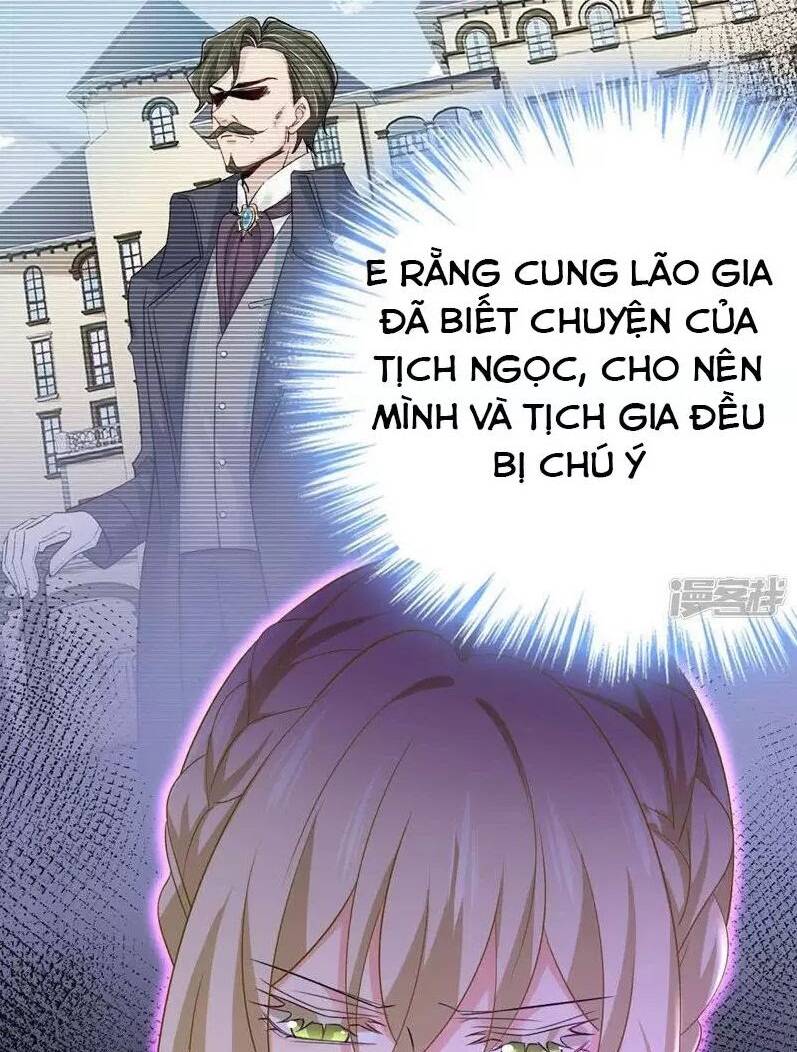 E RẰNG CUNG LÃO GIA
ĐÃ BIẾT CHUYỆN CỦA
TỊCH NGỌC, CHO NÊN
MÌNH VÀ TỊCH GIA ĐỀU
BỊ CHÚ Ý
漫客栈